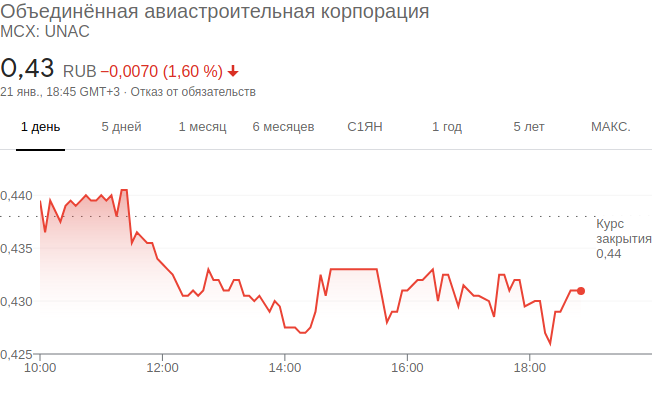 Объединённая авиастроительная корпорация
MCX: UNAC
0,43 RUB −0,0070 (1,60 %)
21 янв., 18:45 GMT+3 · Отказ от обязательств
1 день 5 дней 1 месяц 6 месяцев С1ЯН 1 год 5 лет МАКС.
0,440
Курс
закрытия
0,44
0,435
0,430
0,425
10:00 12:00 14:00 16:00 18:00